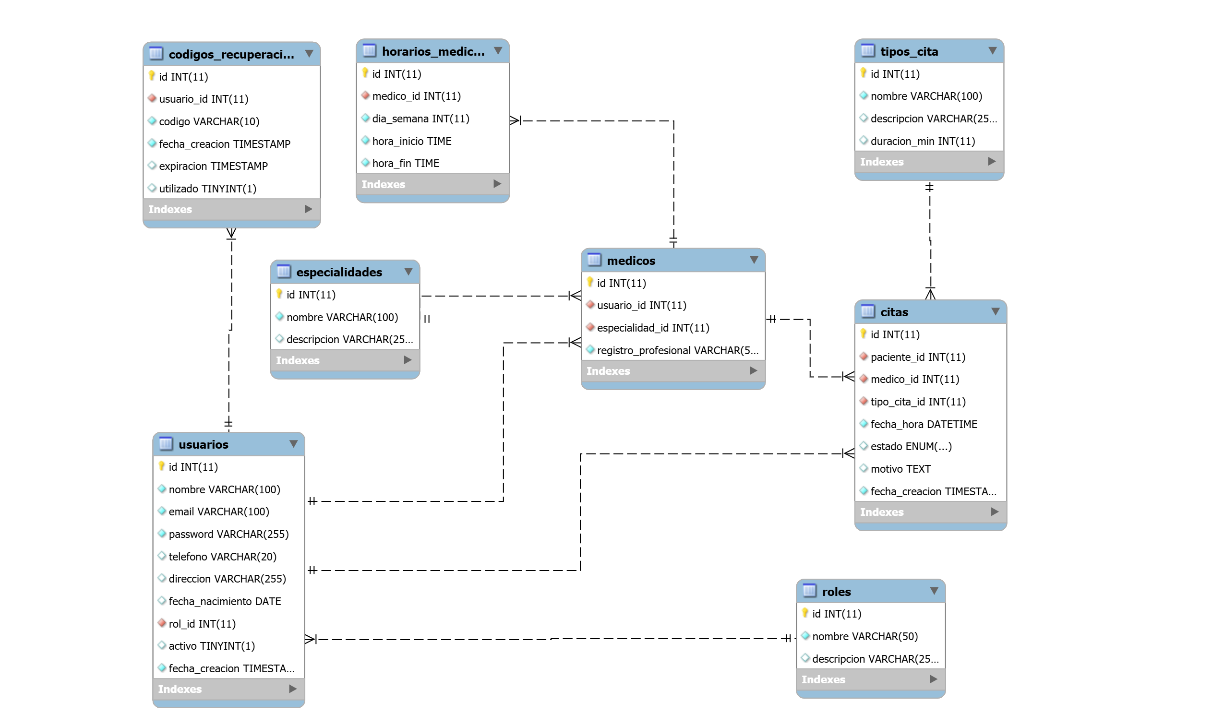 codigos_recuperaci...
id INT(11)
usuario_id INT(11)
codigo VARCHAR(10)
fecha_creacion TIMESTAMP
expiracion TIMESTAMP
utilizado TINYINT(1)
Indexes
horarios_medic...
id INT(11)
medico_id INT(11)
dia_semana INT(11)
hora_inicio TIME
hora_fin TIME
Indexes
tipos_cita
id INT(11)
nombre VARCHAR(100)
descripcion VARCHAR(25...
duracion_min INT(11)
Indexes
especialidades
id INT(11)
nombre VARCHAR(100)
descripcion VARCHAR(25...
Indexes
medicos
id INT(11)
usuario_id INT(11)
especialidad_id INT(11)
registro_profesional VARCHAR(5...
Indexes
citas
id INT(11)
paciente_id INT(11)
medico_id INT(11)
tipo_cita_id INT(11)
fecha_hora DATETIME
estado ENUM(...)
motivo TEXT
fecha_creacion TIMESTA...
Indexes
usuarios
id INT(11)
nombre VARCHAR(100)
email VARCHAR(100)
password VARCHAR(255)
telefono VARCHAR(20)
direccion VARCHAR(255)
fecha_nacimiento DATE
rol_id INT(11)
activo TINYINT(1)
fecha_creacion TIMESTA...
Indexes
roles
id INT(11)
nombre VARCHAR(50)
descripcion VARCHAR(25...
Indexes